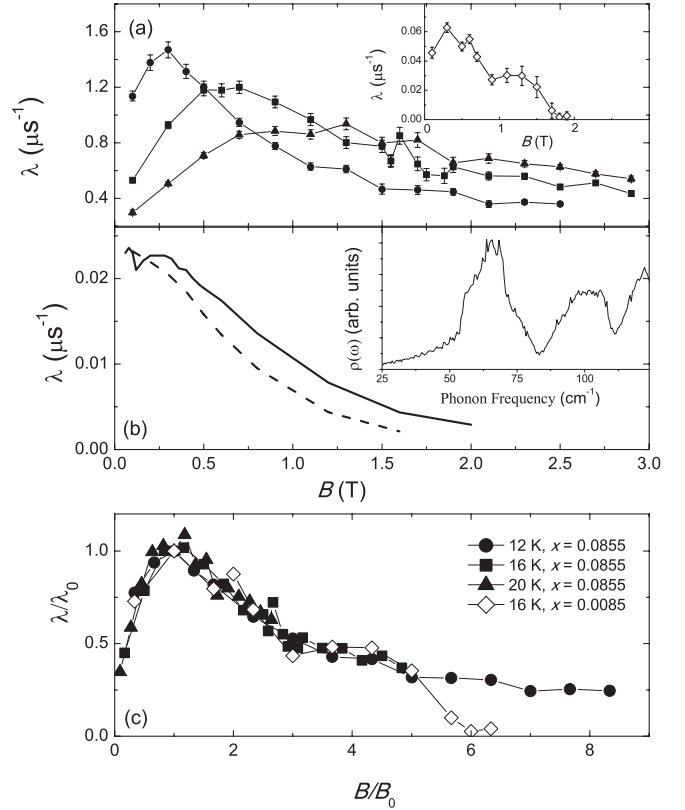 (a)
λ (μs⁻¹)
1.6
1.2
0.8
0.4
λ (μs⁻¹)
0.06
0.04
0.02
0.00
0
1
2
B (T)
(b)
λ (μs⁻¹)
0.02
0.01
0.00
ρ(ω) (arb. units)
25
50
75
100
Phonon Frequency (cm⁻¹)
0.0
0.5
1.0
1.5
2.0
2.5
3.0
B (T)
(c)
λ/λ₀
1.0
0.5
0.0
12 K, x = 0.0855
16 K, x = 0.0855
20 K, x = 0.0855
16 K, x = 0.0085
0
2
4
6
8
B/B₀